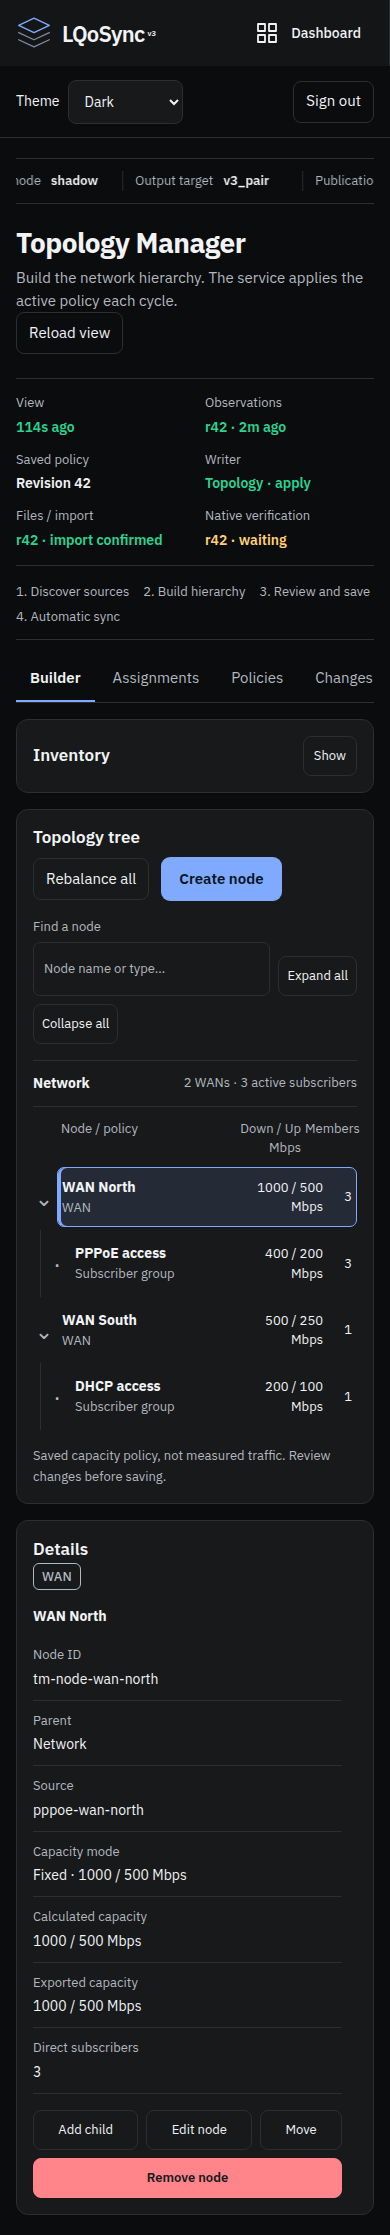 LQoSync v3
Dashboard
Theme
Dark
Sign out
node shadow
Output target v3_pair
Publicatio
Topology Manager
Build the network hierarchy. The service applies the
active policy each cycle.
Reload view
View
Observations
114s ago
r42 · 2m ago
Saved policy
Writer
Revision 42
Topology · apply
Files / import
Native verification
r42 · import confirmed
r42 · waiting
1. Discover sources 2. Build hierarchy 3. Review and save
4. Automatic sync
Builder Assignments Policies Changes
Inventory
Show
Topology tree
Rebalance all
Create node
Find a node
Node name or type...
Expand all
Collapse all
Network
2 WANs · 3 active subscribers
Node / policy
Down / Up Members
Mbps
WAN North
1000 / 500
WAN
Mbps
3
PPPoE access
400 / 200
Subscriber group
Mbps
3
WAN South
500 / 250
WAN
Mbps
1
DHCP access
200 / 100
Subscriber group
Mbps
1
Saved capacity policy, not measured traffic. Review
changes before saving.
Details
WAN
WAN North
Node ID
tm-node-wan-north
Parent
Network
Source
pppoe-wan-north
Capacity mode
Fixed · 1000 / 500 Mbps
Calculated capacity
1000 / 500 Mbps
Exported capacity
1000 / 500 Mbps
Direct subscribers
3
Add child
Edit node
Move
Remove node